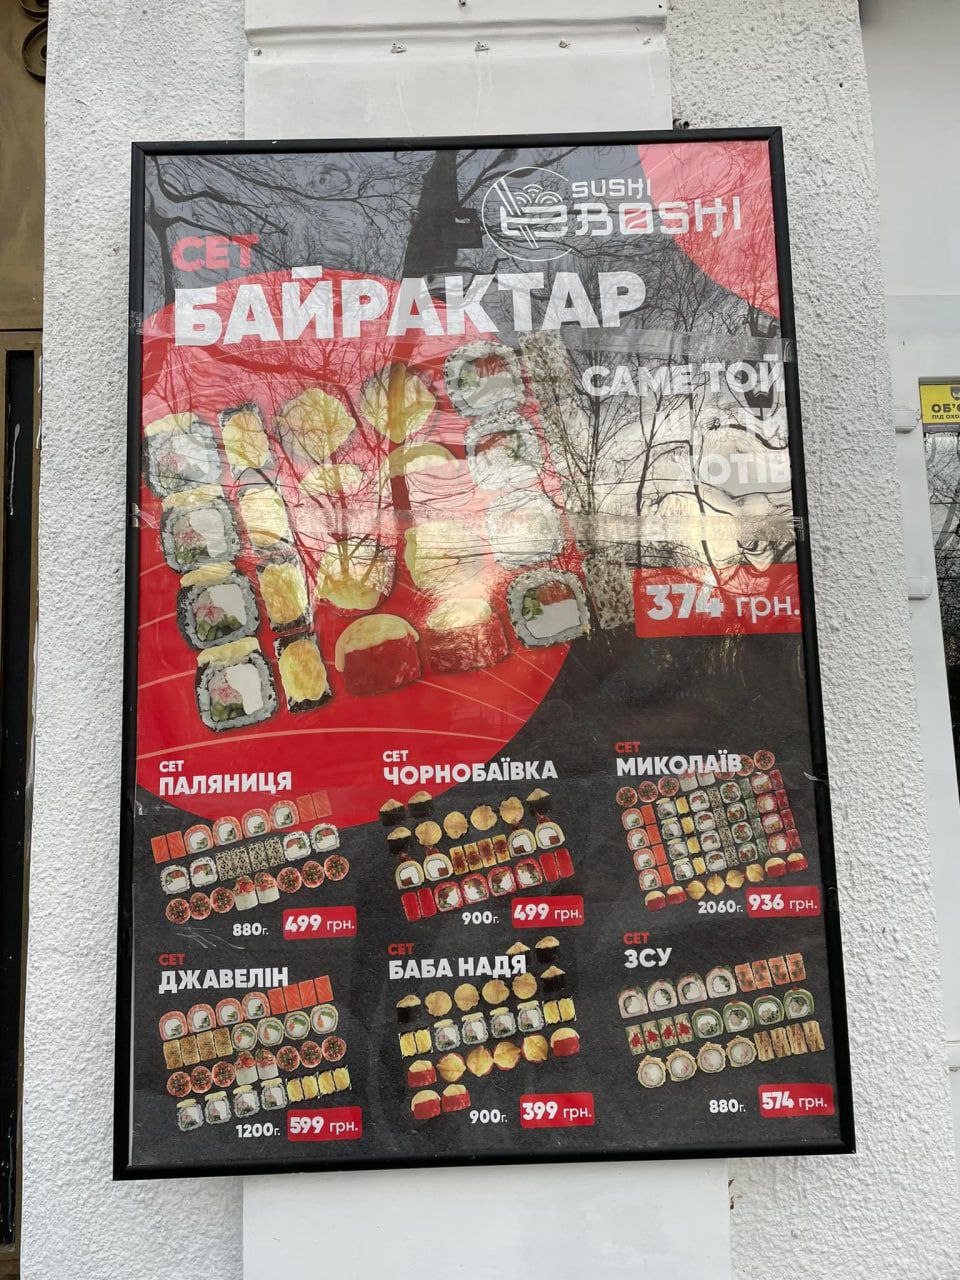 SUSHI
BOSHI
СЕТ
БАЙРАКТАР
САМЕ ТОЙ
ХОТІВ
374 грн.
СЕТ
ПАЛЯНИЦЯ
880г. 499 грн.
СЕТ
ЧОРНОБАЇВКА
900г. 499 грн.
СЕТ
МИКОЛАЇВ
2060г. 936 грн.
СЕТ
ДЖАВЕЛІН
1200г. 599 грн.
СЕТ
БАБА НАДЯ
900г. 399 грн.
СЕТ
ЗСУ
880г. 574 грн.